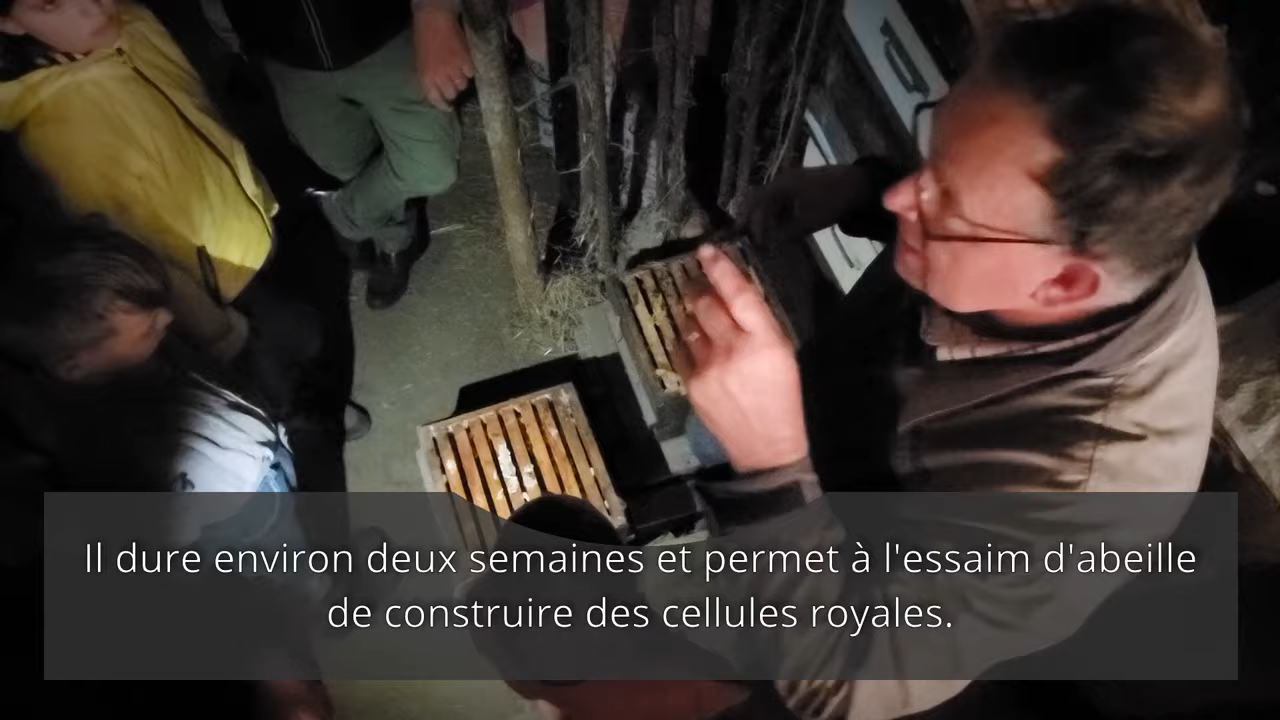 Il dure environ deux semaines et permet à l'essaim d'abeille
de construire des cellules royales.